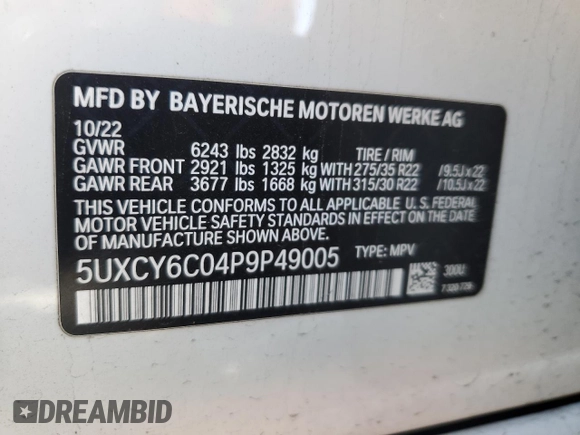 MFD BY BAYERISCHE MOTOREN WERKE AG
10/22
GVWR 6243 lbs 2832 kg TIRE / RIM
GAWR FRONT 2921 lbs 1325 kg WITH 275/35 R22 / 9.5J x 22
GAWR REAR 3677 lbs 1668 kg WITH 315/30 R22 / 10.5J x 22
THIS VEHICLE CONFORMS TO ALL APPLICABLE U. S. FEDERAL
MOTOR VEHICLE SAFETY STANDARDS IN EFFECT ON THE DATE
OF MANUFACTURE SHOWN ABOVE.
5UXCY6C04P9P49005 TYPE: MPV
300U
DREAMBID